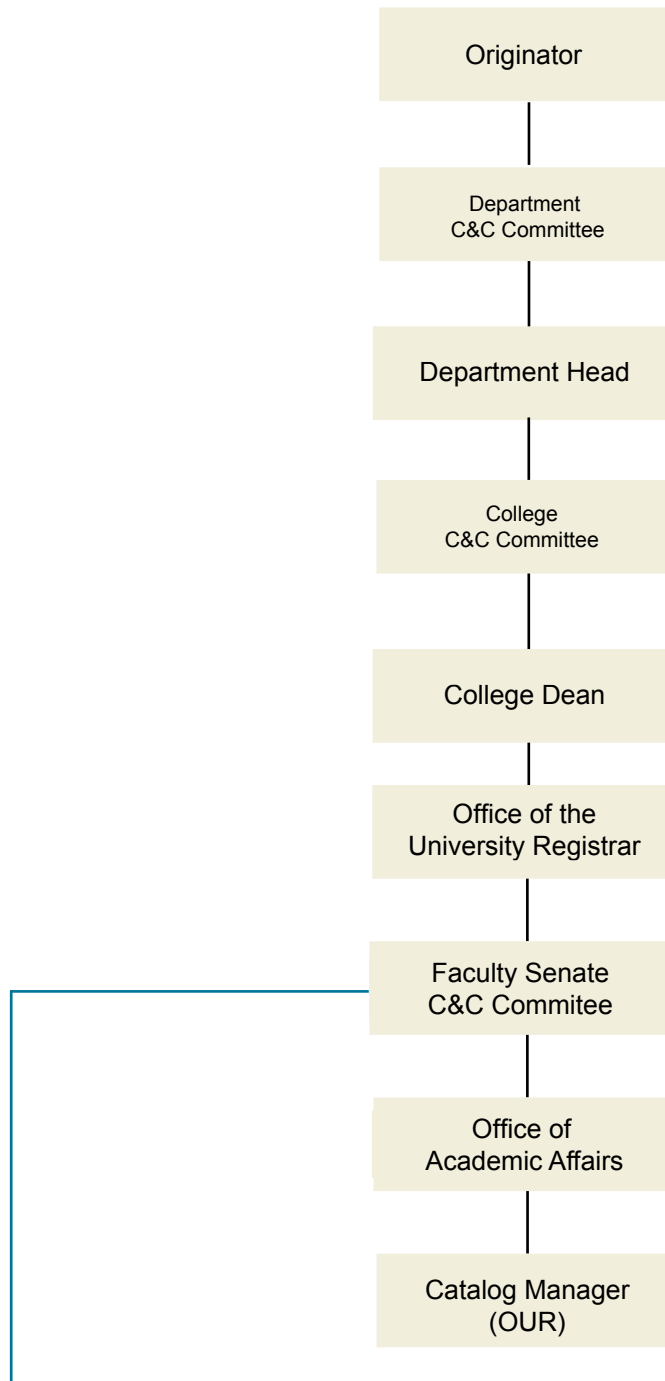 Originator
Department
C&C Committee
Department Head
College
C&C Committee
College Dean
Office of the
University Registrar
Faculty Senate
C&C Commitee
Office of
Academic Affairs
Catalog Manager
(OUR)